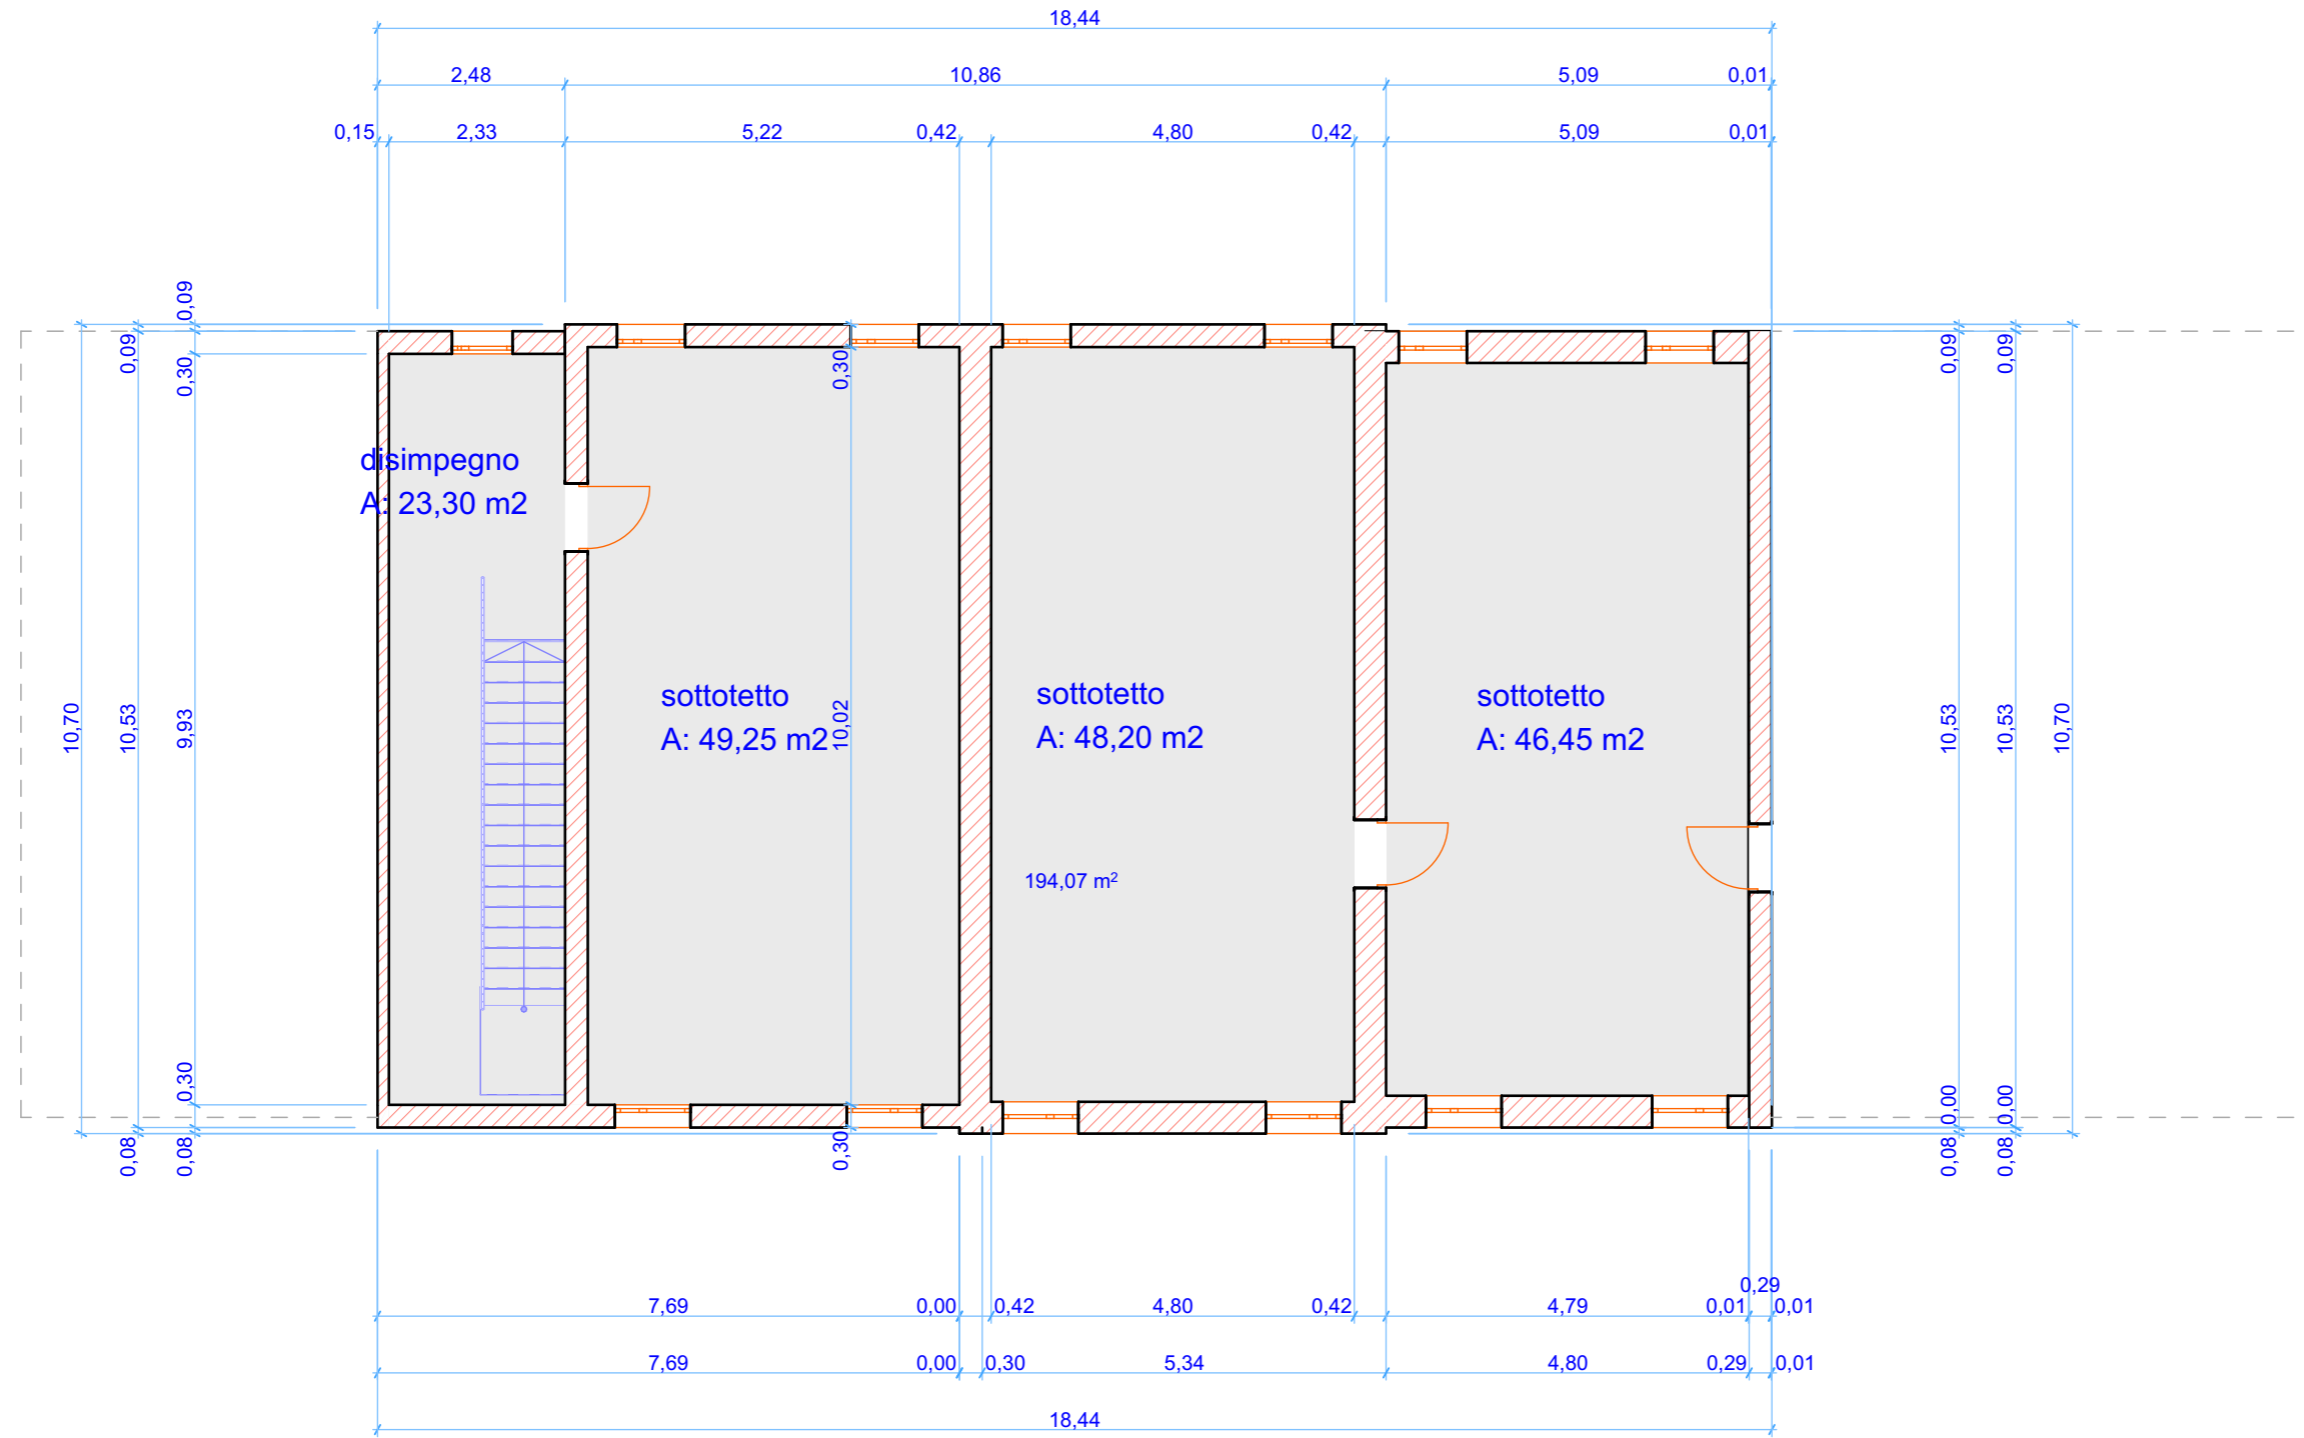 18,44
2,48 10,86 5,09 0,01
0,15 2,33 5,22 0,42 4,80 0,42 5,09 0,01
0,09
0,09
0,30
0,30
0,09
0,09
disimpegno
A: 23,30 m2
sottotetto
A: 49,25 m2
sottotetto
A: 48,20 m2
sottotetto
A: 46,45 m2
10,70
10,53
9,93
10,02
10,53
10,53
10,70
194,07 m²
0,30
0,08
0,08
0,30
0,00
0,00
0,08
0,08
0,29
7,69 0,00 0,42 4,80 0,42 4,79 0,01 0,01
7,69 0,00 0,30 5,34 4,80 0,29 0,01
18,44